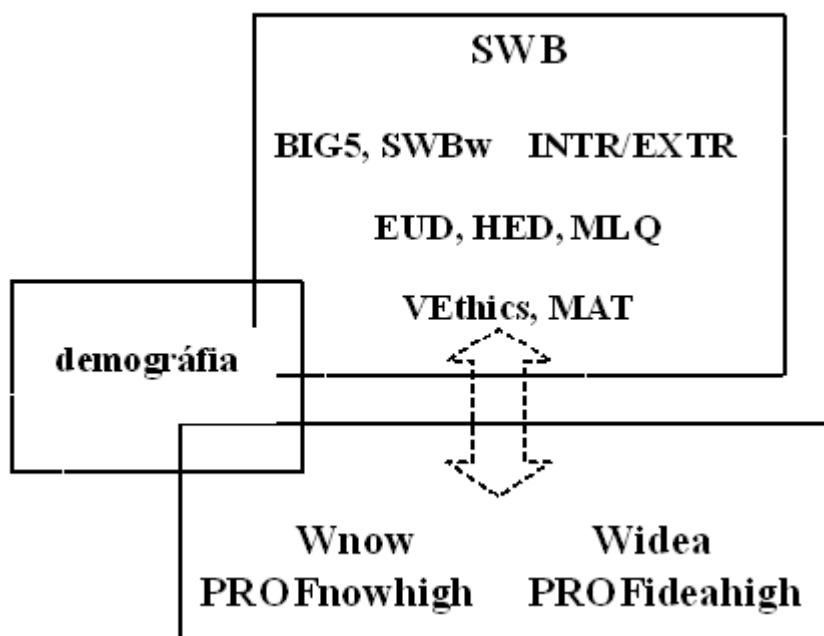 SWB
BIG5, SWBw INTR/EXTR
EUD, HED, MLQ
VEthics, MAT
demográfia
Wnow Widea
PROFnowhigh PROFideahigh